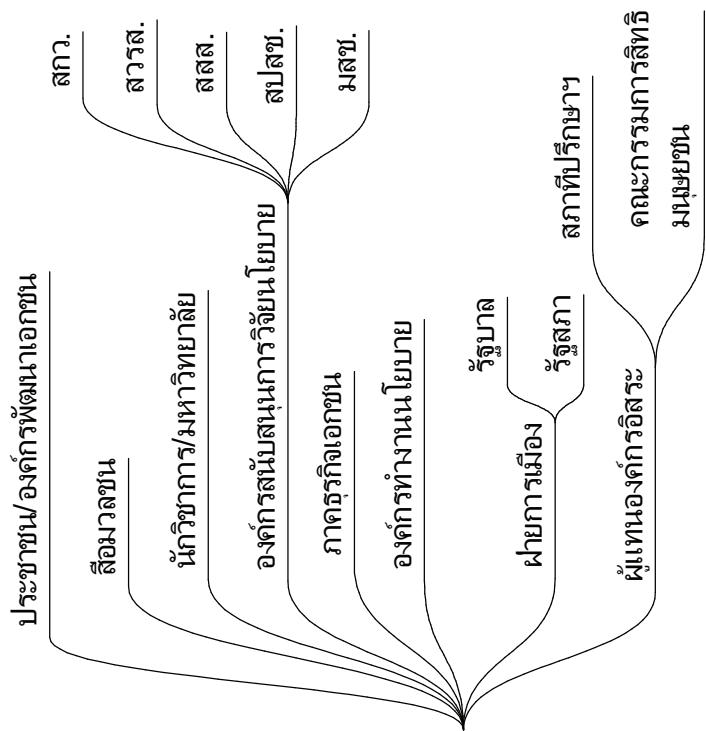 ประชาชน/องค์กรพัฒนาเอกชน
สื่อมวลชน
นักวิชาการ/มหาวิทยาลัย
องค์กรสนับสนุนการวิจัยนโยบาย
สกว.
สวรส.
สสส.
สปสช.
มสช.
ภาคธุรกิจเอกชน
องค์กรทำงานนโยบาย
ฝ่ายการเมือง
รัฐบาล
รัฐสภา
ผู้แทนองค์กรอิสระ
สภาที่ปรึกษาฯ
คณะกรรมการสิทธิ
มนุษยชน